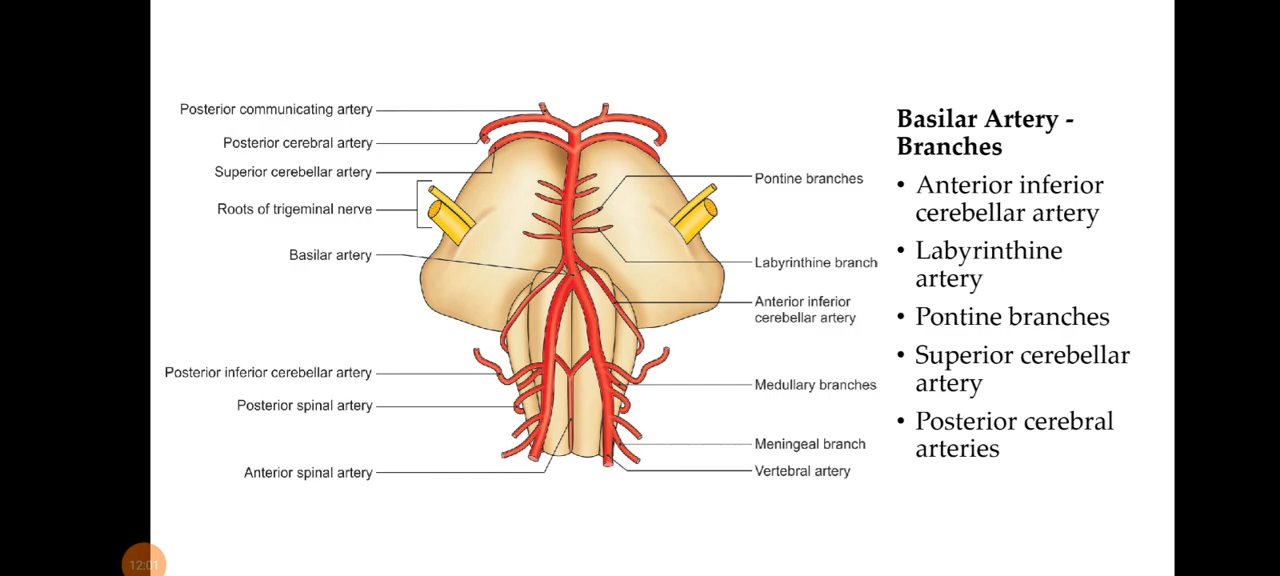 Posterior communicating artery
Posterior cerebral artery
Superior cerebellar artery
Roots of trigeminal nerve
Basilar artery
Posterior inferior cerebellar artery
Posterior spinal artery
Anterior spinal artery
Pontine branches
Labyrinthine branch
Anterior inferior
cerebellar artery
Medullary branches
Meningeal branch
Vertebral artery
Basilar Artery -
Branches
• Anterior inferior
cerebellar artery
• Labyrinthine
artery
• Pontine branches
• Superior cerebellar
artery
• Posterior cerebral
arteries
12:01